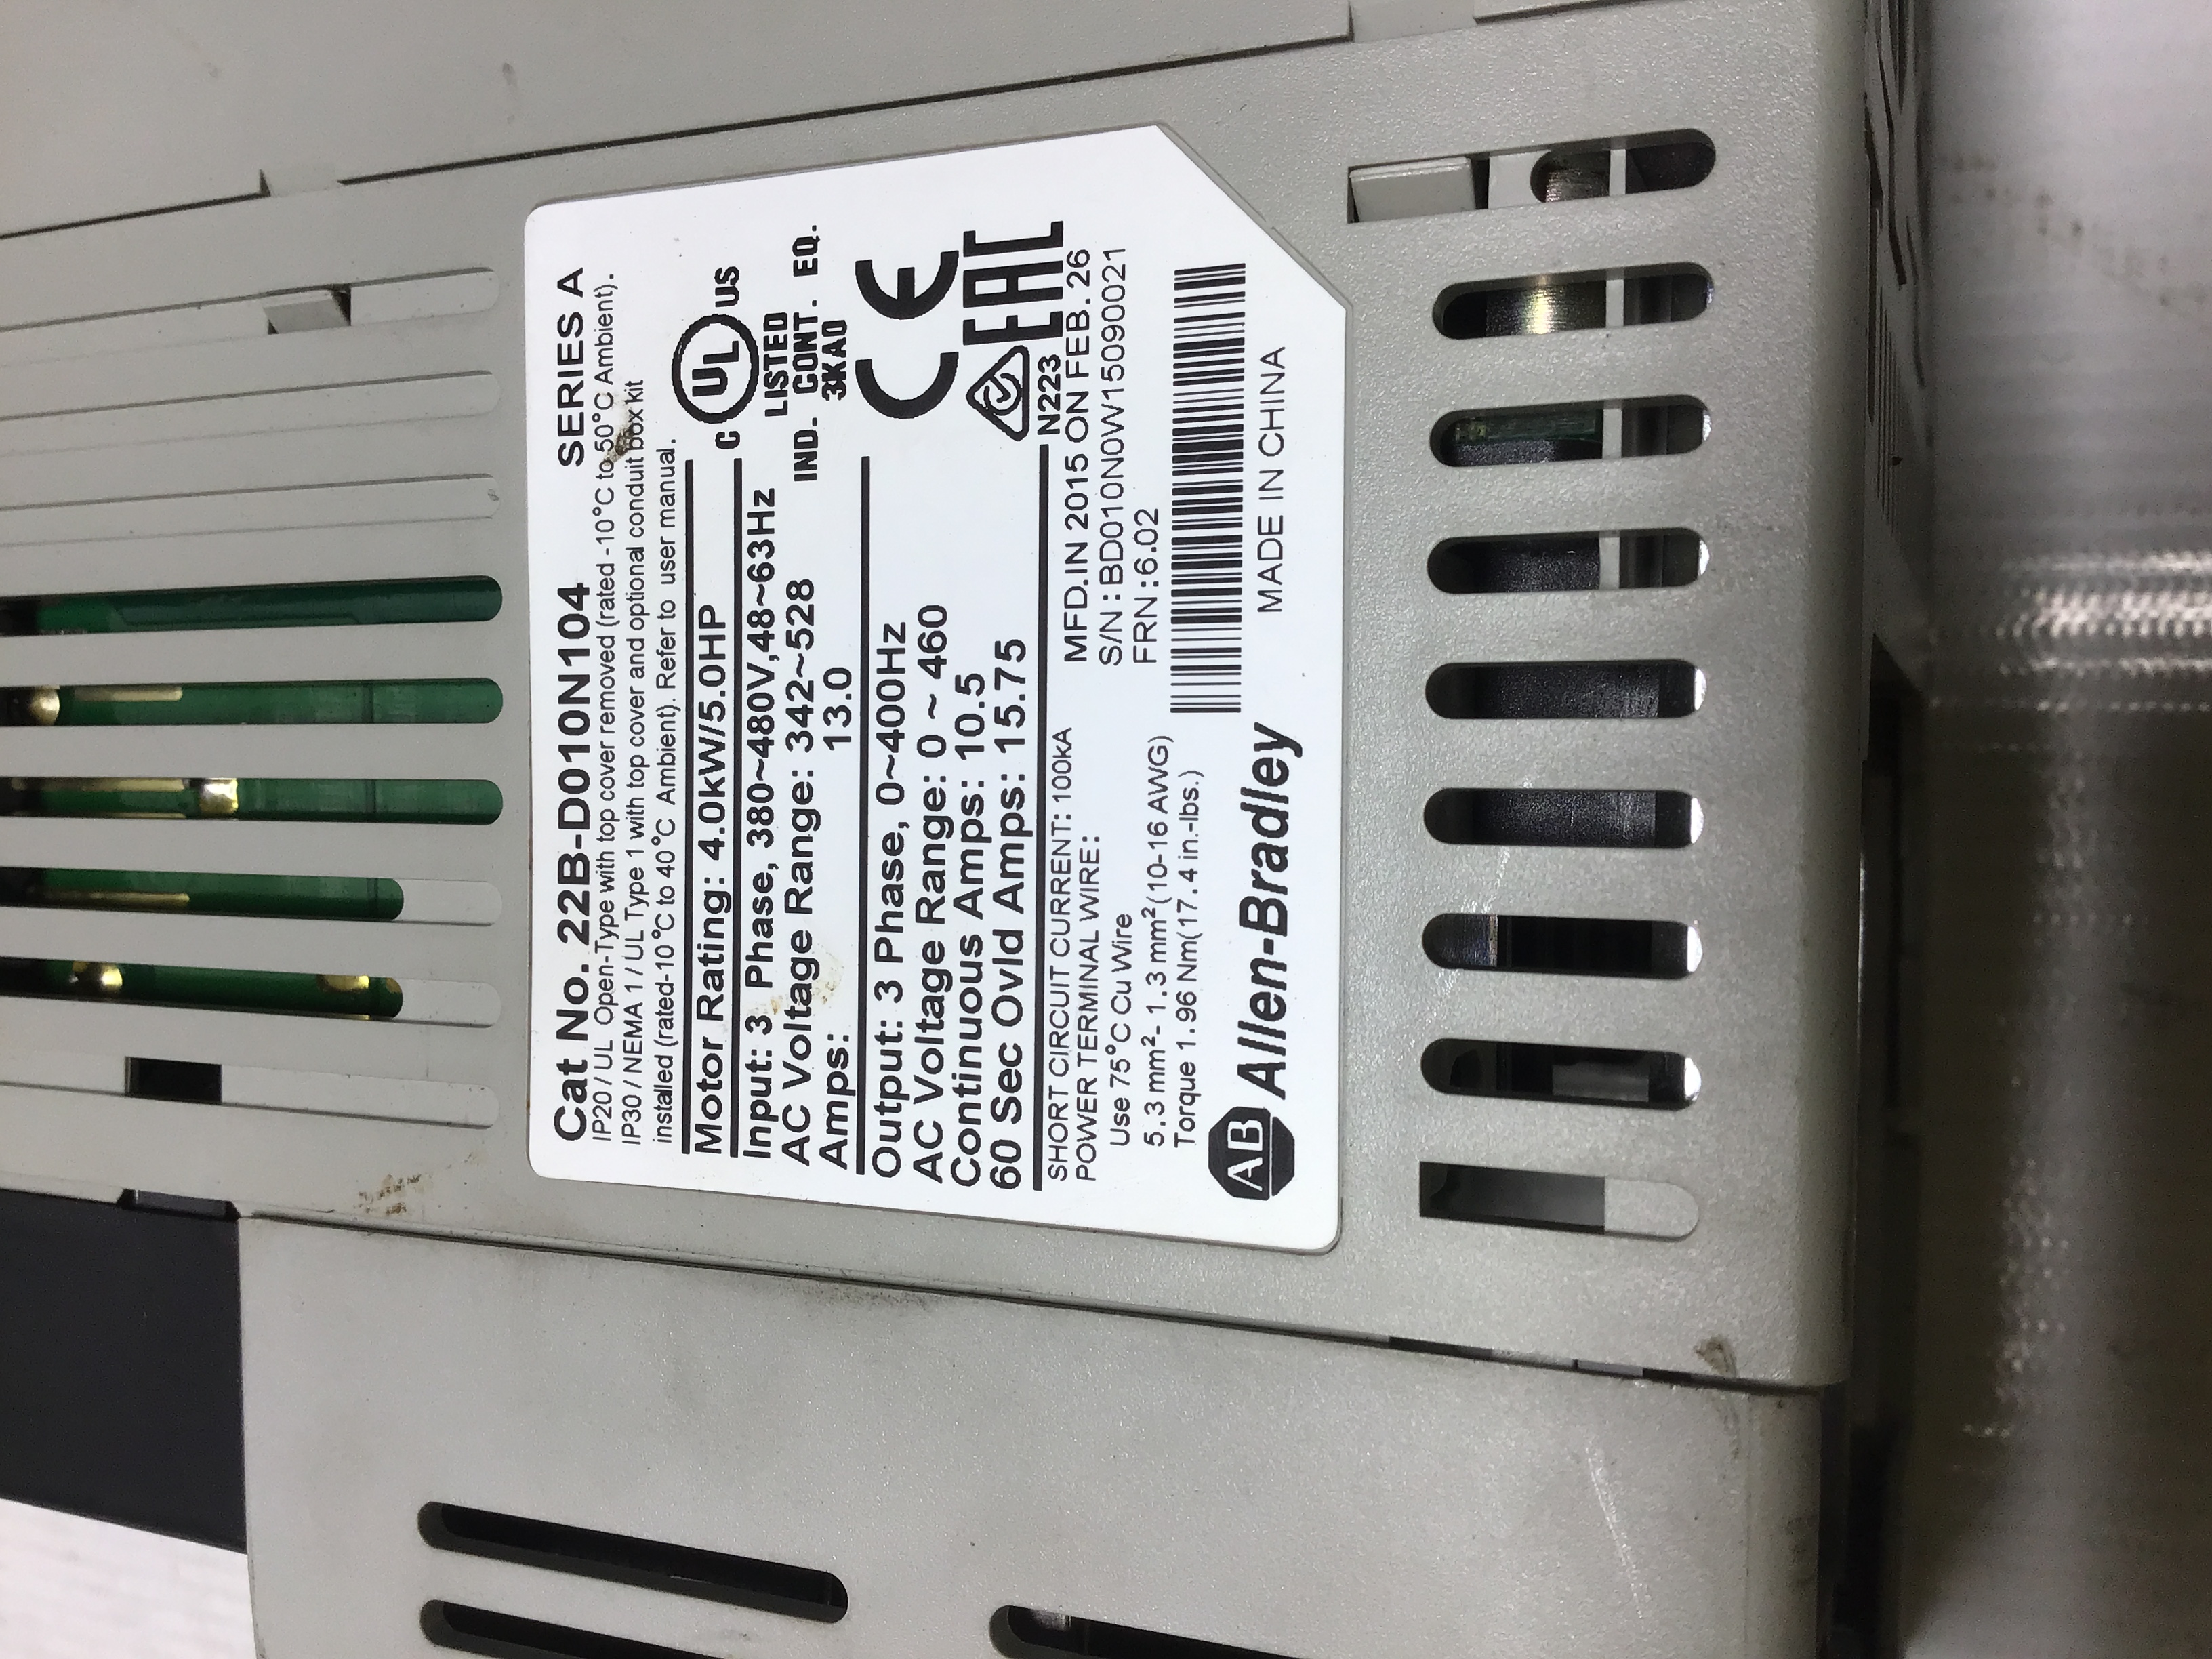 Cat No. 22B-D010N104 SERIES A
IP20 / UL Open-Type with top cover removed (rated -10°C to 50°C Ambient).
IP30 / NEMA 1 / UL Type 1 with top cover and optional conduit box kit
installed (rated-10°C to 40°C Ambient). Refer to user manual.
Motor Rating: 4.0kW/5.0HP
Input: 3 Phase, 380~480V,48~63Hz
AC Voltage Range: 342~528
Amps: 13.0
C UL US
LISTED
IND. CONT. EQ.
3KAD
Output: 3 Phase, 0~400Hz
AC Voltage Range: 0 ~ 460
Continuous Amps: 10.5
60 Sec Ovld Amps: 15.75
CE
EAC
N223
SHORT CIRCUIT CURRENT: 100kA
POWER TERMINAL WIRE:
Use 75°C Cu Wire
5.3 mm²- 1.3 mm²(10-16 AWG)
Torque 1.96 Nm(17.4 in.-lbs.)
MFD.IN 2015 ON FEB. 26
S/N : BD010N0W15090021
FRN : 6.02
AB Allen-Bradley
MADE IN CHINA